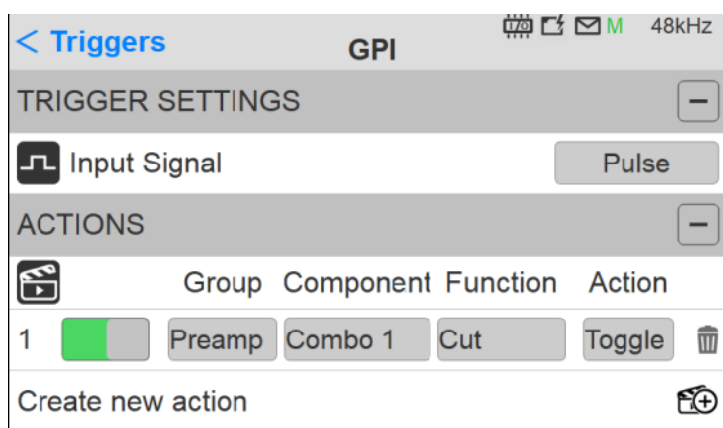 < Triggers GPI I/O M 48kHz
TRIGGER SETTINGS
Input Signal Pulse
ACTIONS
Group Component Function Action
1 Preamp Combo 1 Cut Toggle
Create new action